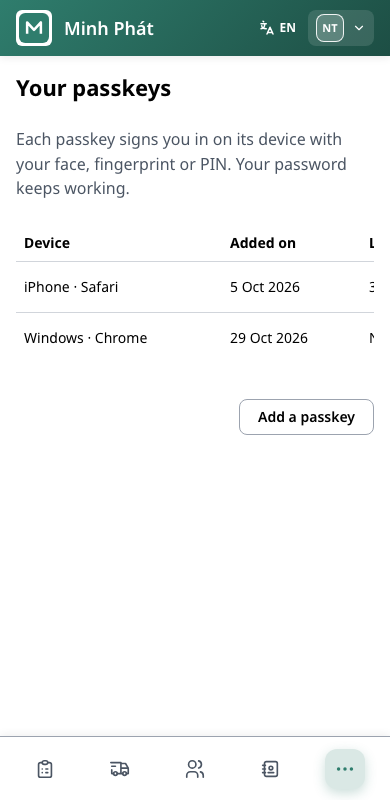 Minh Phát
EN
NT
Your passkeys
Each passkey signs you in on its device with
your face, fingerprint or PIN. Your password
keeps working.
Device Added on
iPhone · Safari 5 Oct 2026
Windows · Chrome 29 Oct 2026
Add a passkey